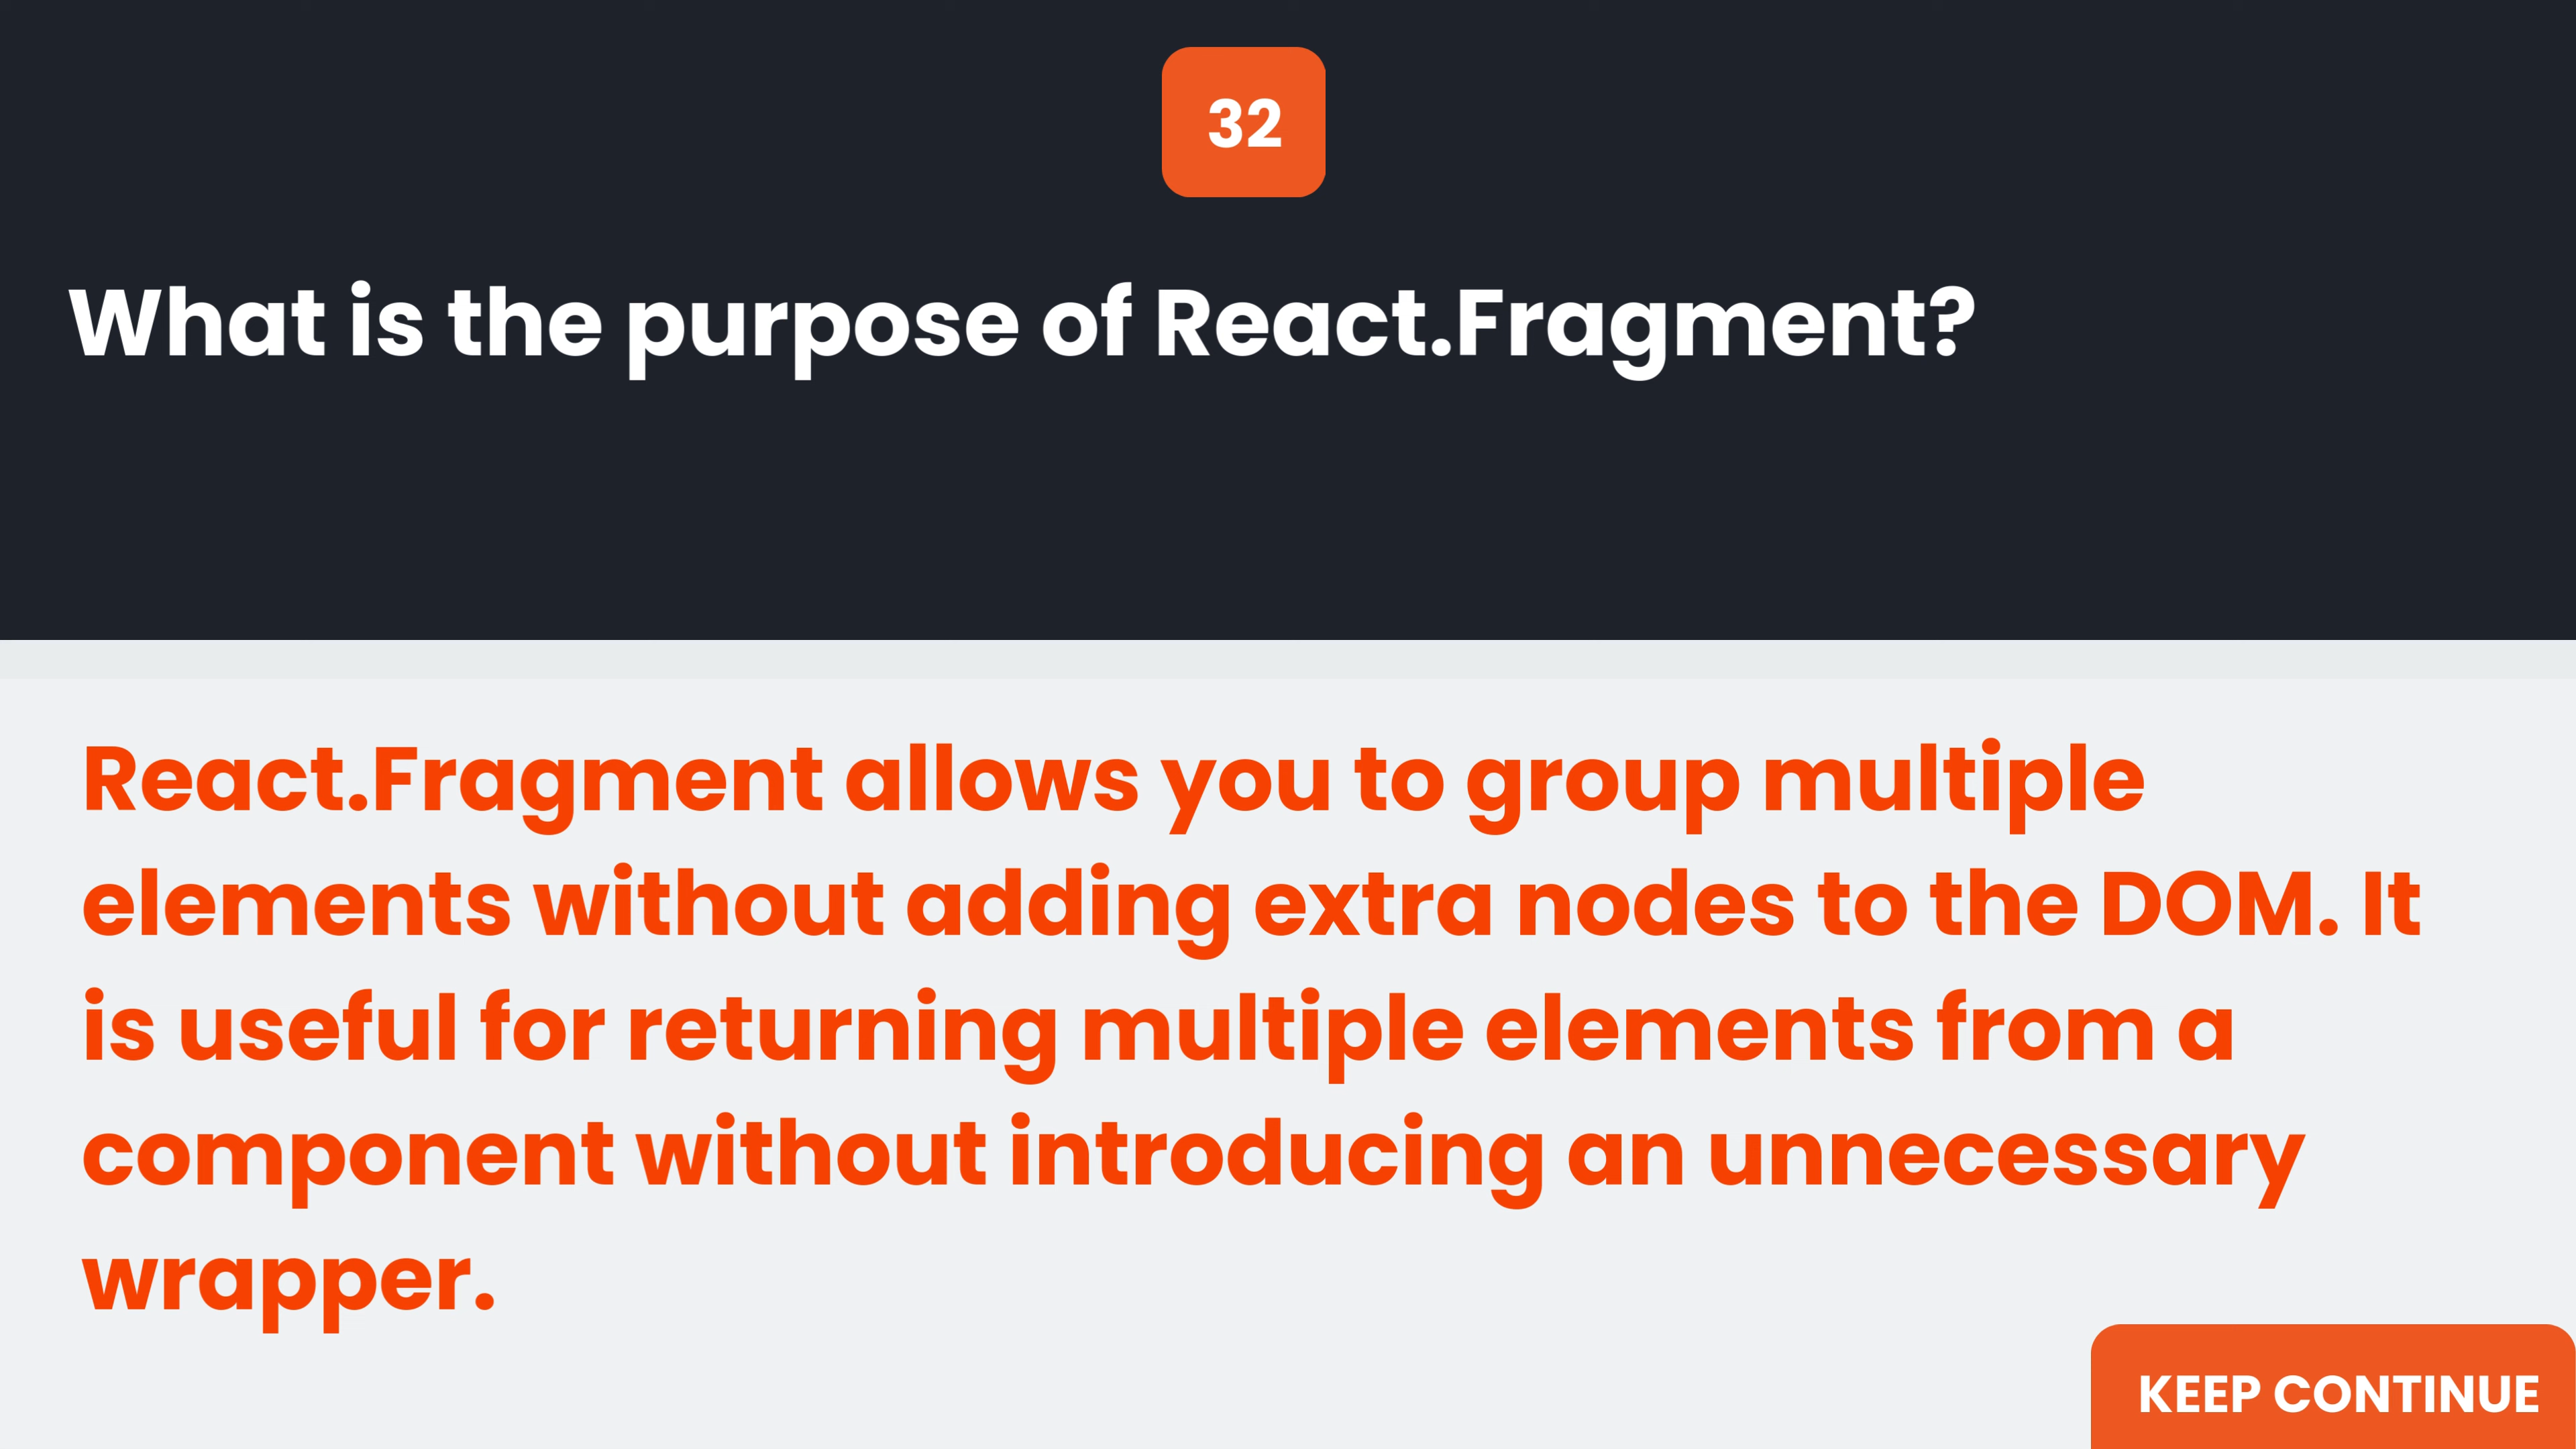 32
What is the purpose of React.Fragment?
React.Fragment allows you to group multiple
elements without adding extra nodes to the DOM. It
is useful for returning multiple elements from a
component without introducing an unnecessary
wrapper.
KEEP CONTINUE